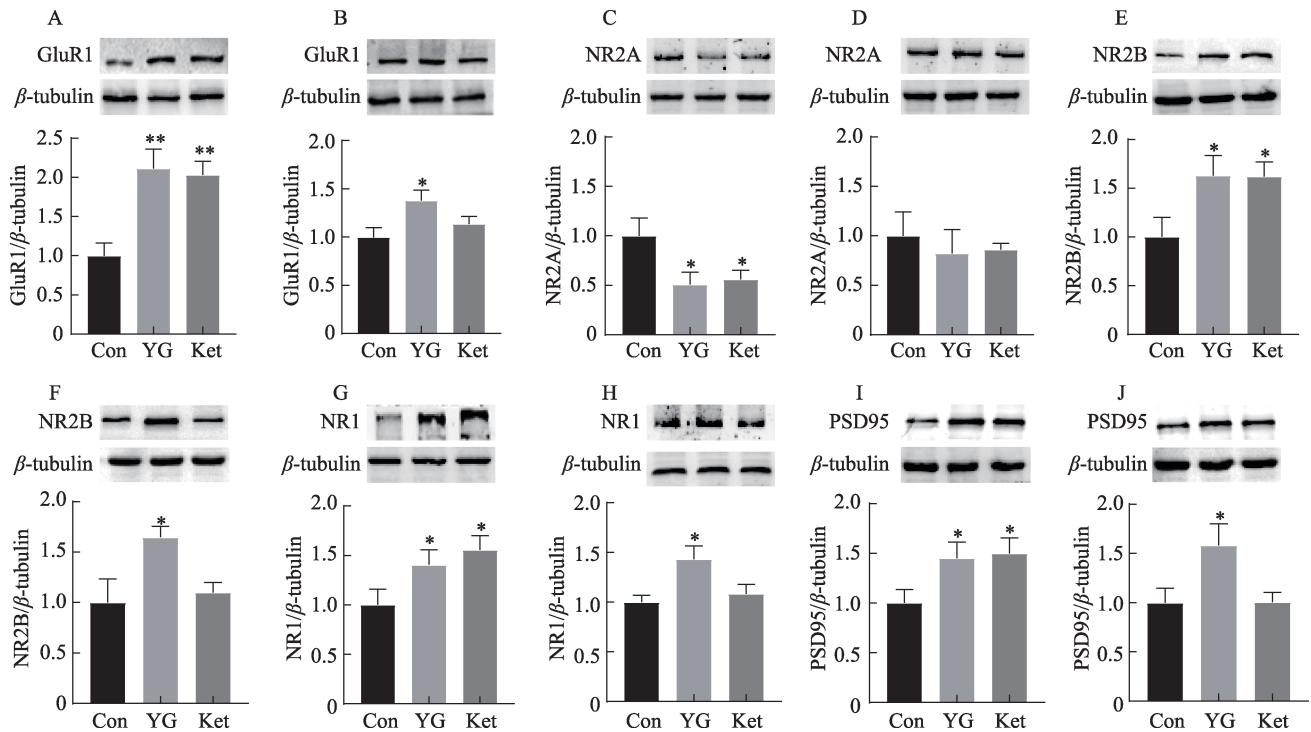 A
GluR1
β-tubulin
GluR1/β-tubulin
2.5
2.0
1.5
1.0
0.5
0
**
**
Con YG Ket
B
GluR1
β-tubulin
GluR1/β-tubulin
2.0
1.5
1.0
0.5
0
*
Con YG Ket
C
NR2A
β-tubulin
NR2A/β-tubulin
2.0
1.5
1.0
0.5
0
*
*
Con YG Ket
D
NR2A
β-tubulin
NR2A/β-tubulin
2.0
1.5
1.0
0.5
0
Con YG Ket
E
NR2B
β-tubulin
NR2B/β-tubulin
2.0
1.5
1.0
0.5
0
*
*
Con YG Ket
F
NR2B
β-tubulin
NR2B/β-tubulin
2.0
1.5
1.0
0.5
0
*
Con YG Ket
G
NR1
β-tubulin
NR1/β-tubulin
2.0
1.5
1.0
0.5
0
*
*
Con YG Ket
H
NR1
β-tubulin
NR1/β-tubulin
2.0
1.5
1.0
0.5
0
*
Con YG Ket
I
PSD95
β-tubulin
PSD95/β-tubulin
2.0
1.5
1.0
0.5
0
*
*
Con YG Ket
J
PSD95
β-tubulin
PSD95/β-tubulin
2.0
1.5
1.0
0.5
0
*
Con YG Ket